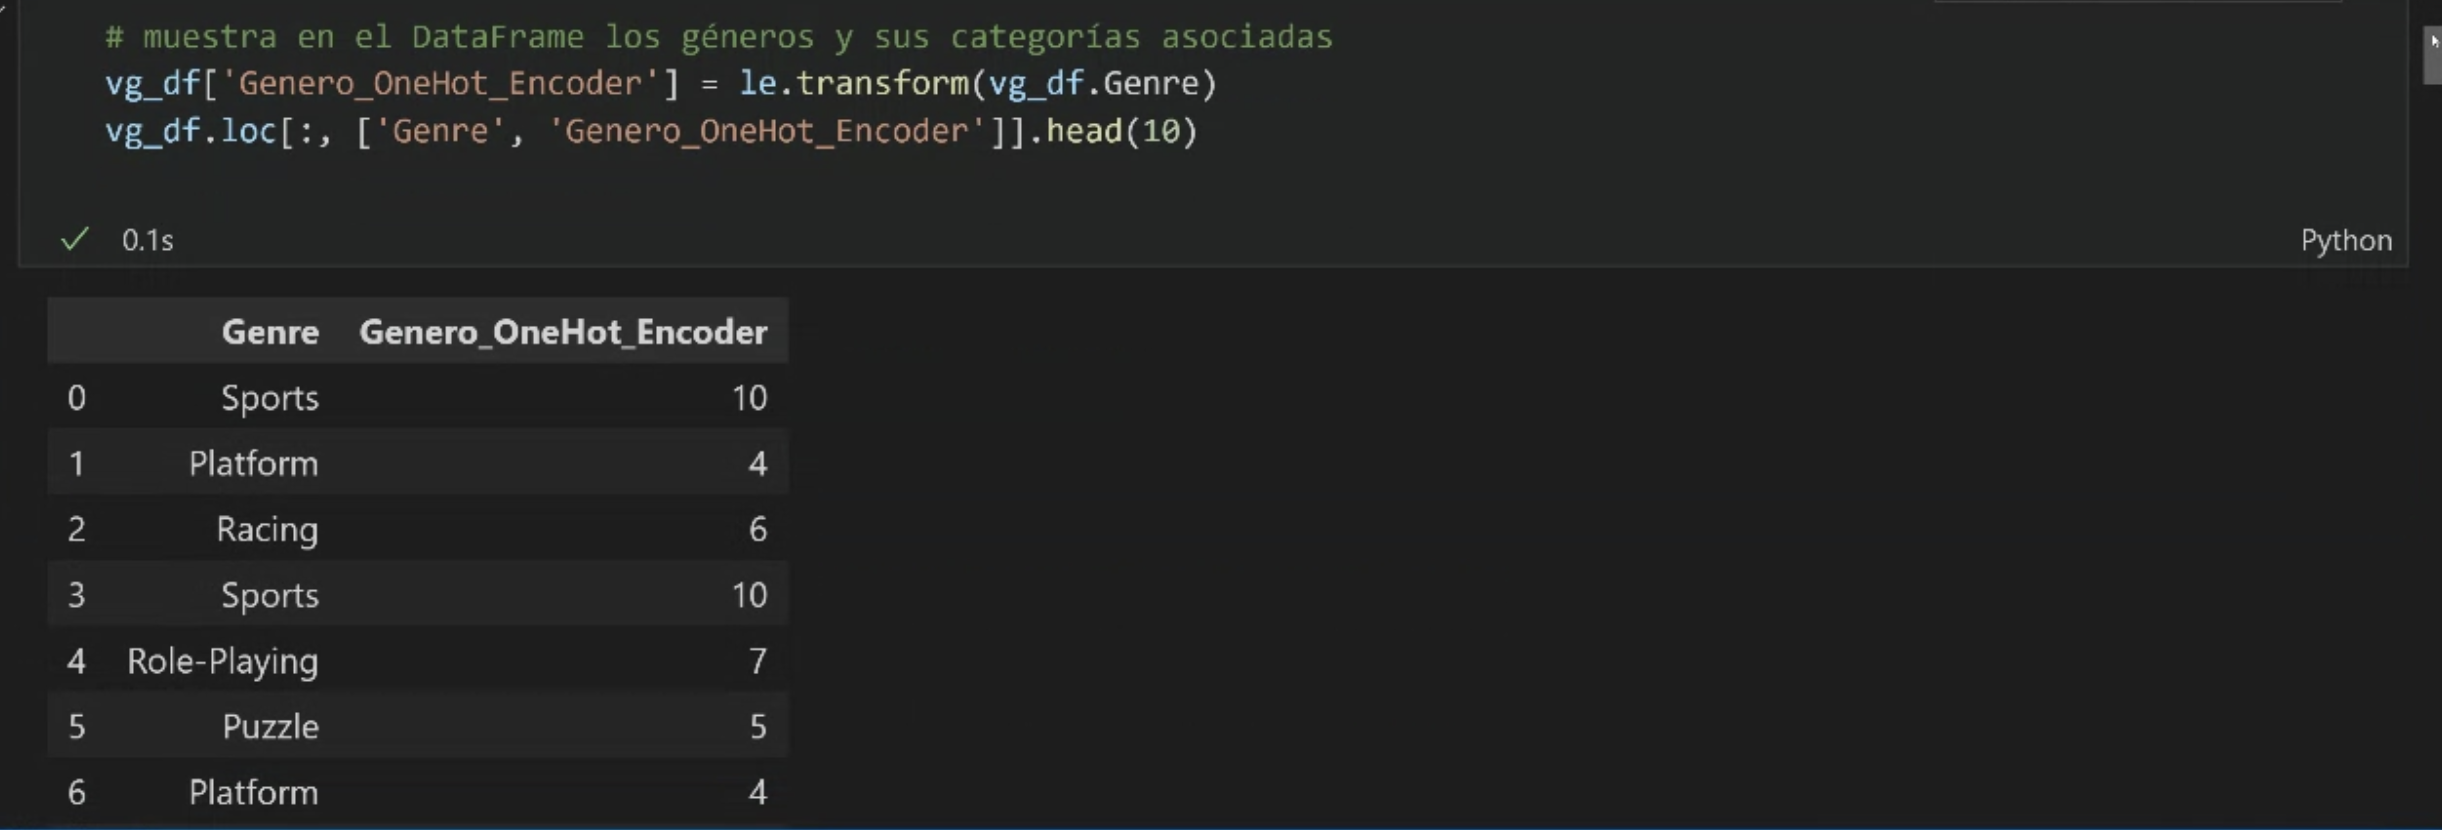 # muestra en el DataFrame los géneros y sus categorías asociadas
vg_df['Genero_OneHot_Encoder'] = le.transform(vg_df.Genre)
vg_df.loc[:, ['Genre', 'Genero_OneHot_Encoder']].head(10)
0.1s Python
Genre Genero_OneHot_Encoder
0 Sports 10
1 Platform 4
2 Racing 6
3 Sports 10
4 Role-Playing 7
5 Puzzle 5
6 Platform 4